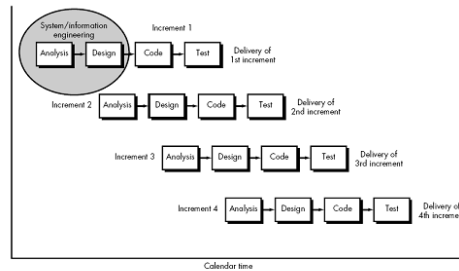 System/information
engineering
Increment 1
Analysis Design Code Test
Delivery of
1st increment
Increment 2 Analysis Design Code Test
Delivery of
2nd increment
Increment 3 Analysis Design Code Test
Delivery of
3rd increment
Increment 4 Analysis Design Code Test
Delivery of
4th increme
Calendar time